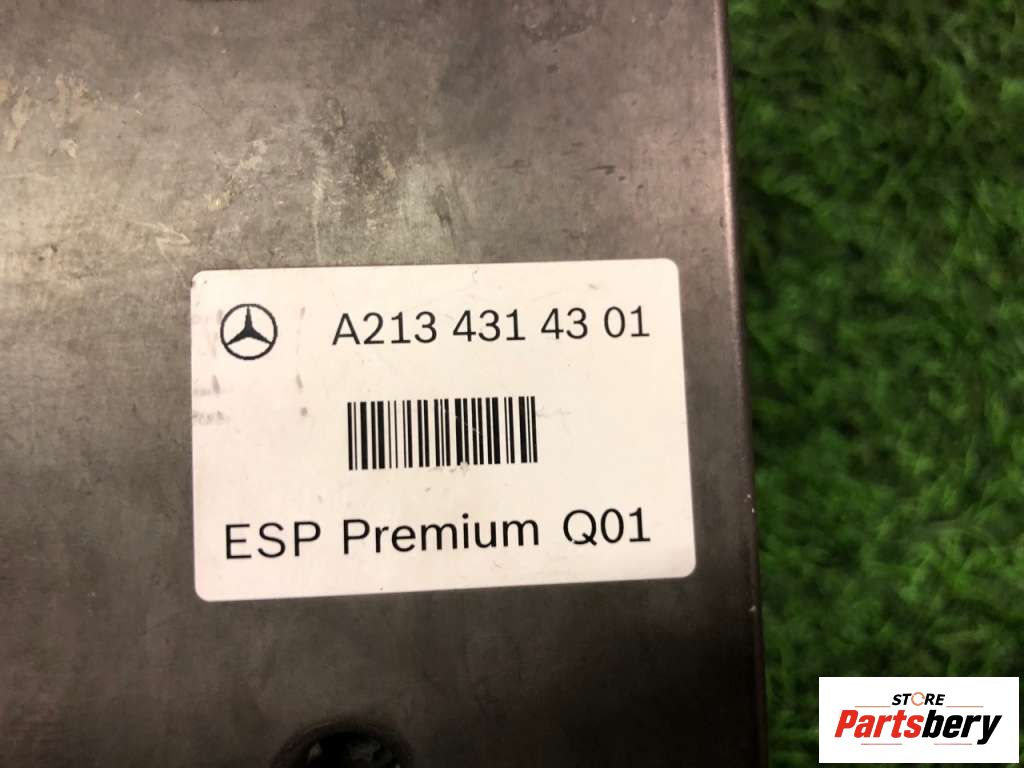 A213 431 43 01
ESP Premium Q01
STORE
Partsbery